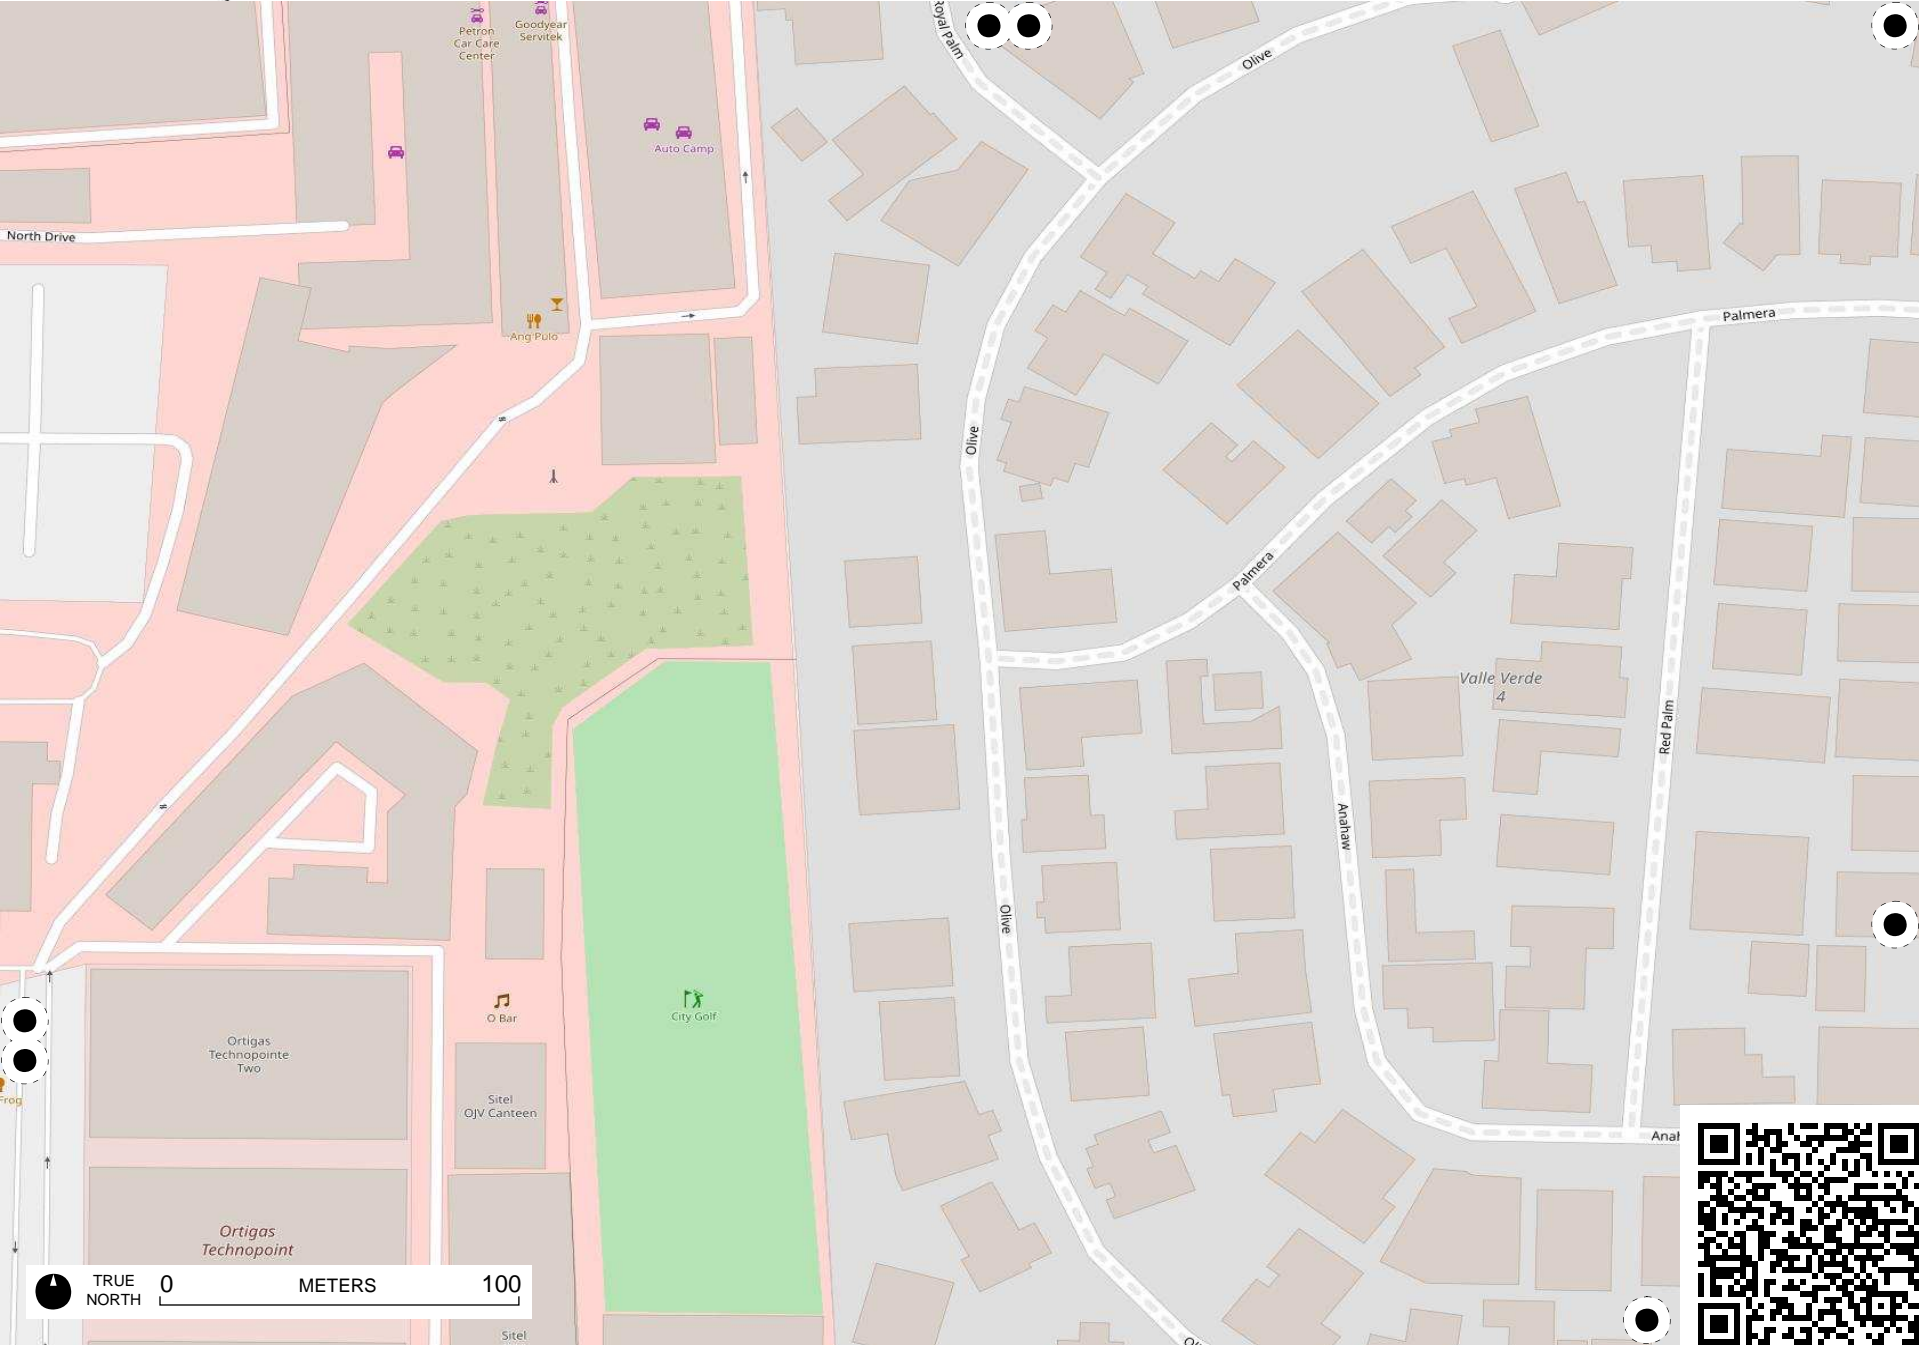 Petron
Car Care
Center
Goodyear
Servitek
Royal Palm
Olive
Auto Camp
North Drive
Ang Pulo
Palmera
Olive
Palmera
Valle Verde
4
Red Palm
Anahaw
Olive
O Bar
City Golf
Ortigas
Technopointe
Two
Frog
Sitel
OJV Canteen
Anah
Ortigas
Technopoint
TRUE
NORTH
0 METERS 100
Sitel